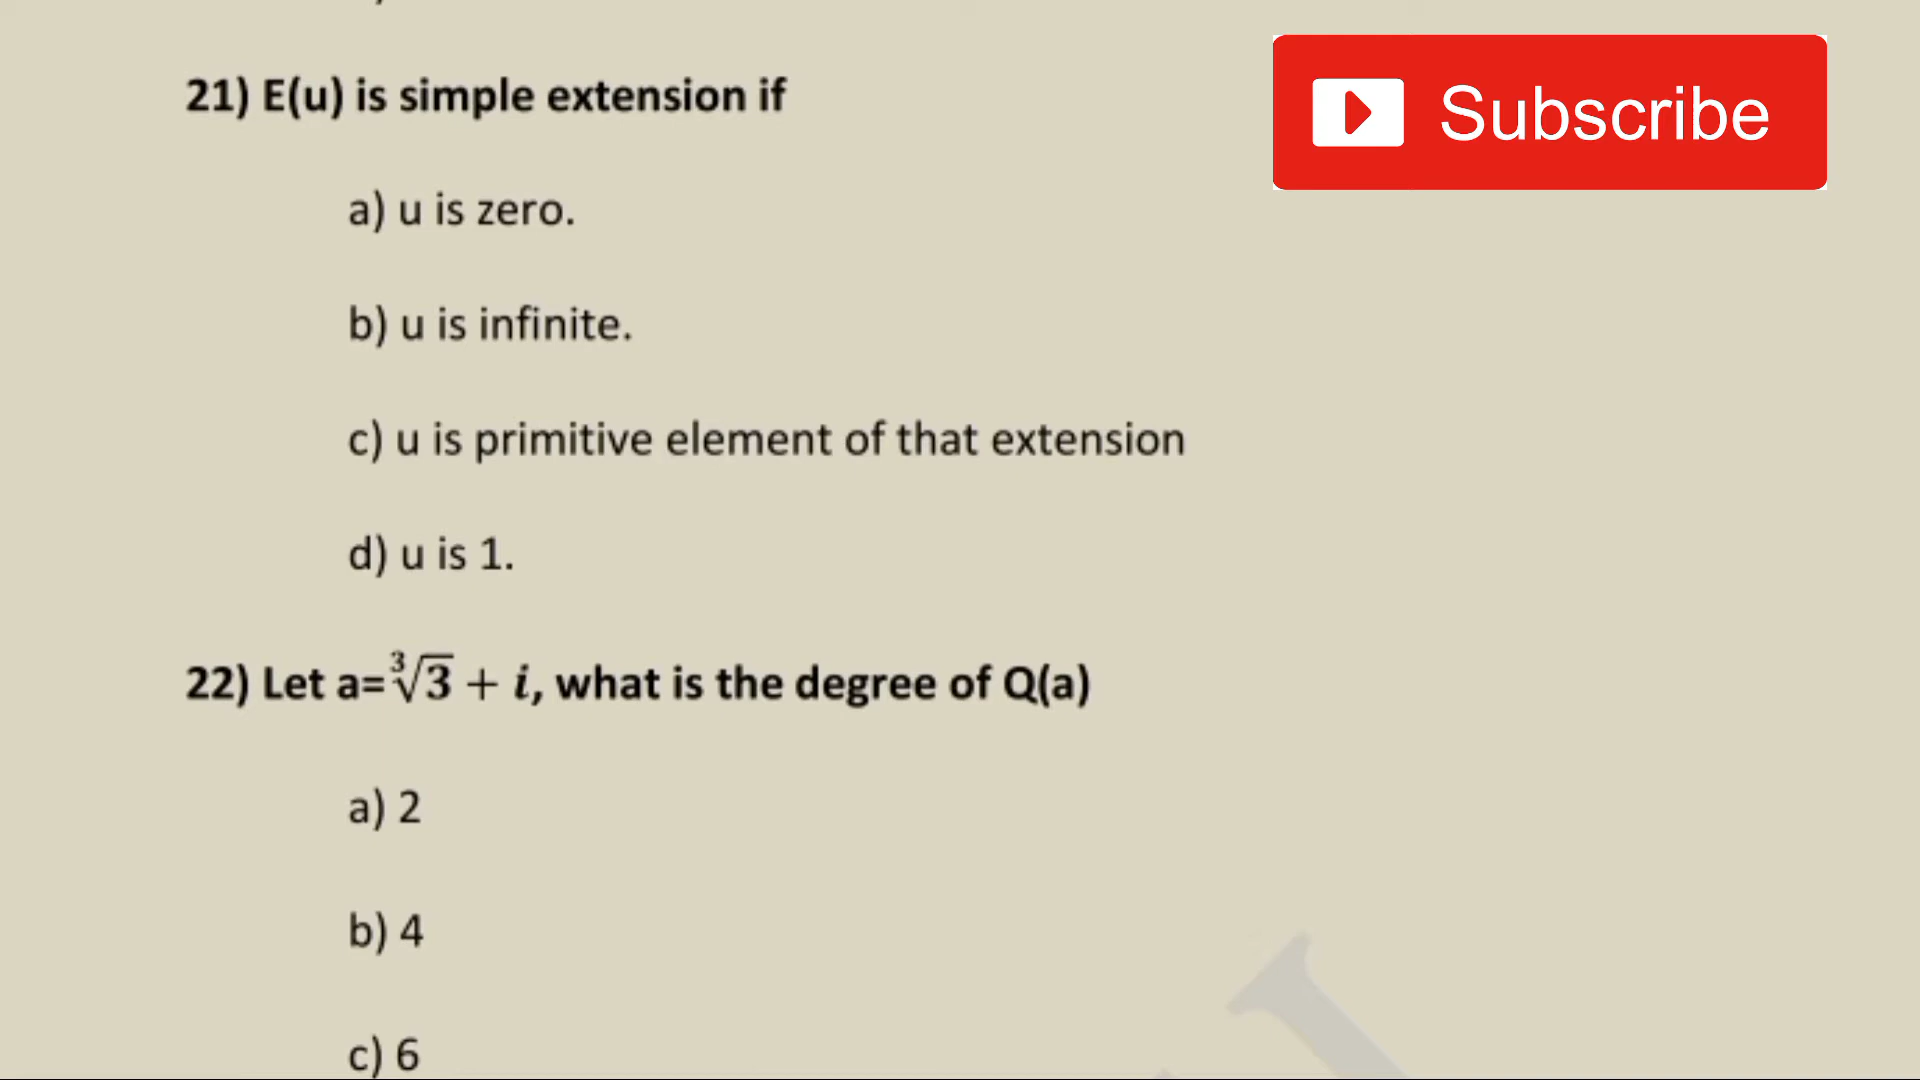 21) E(u) is simple extension if
Subscribe
a) u is zero.
b) u is infinite.
c) u is primitive element of that extension
d) u is 1.
22) Let a=∛3 + i, what is the degree of Q(a)
a) 2
b) 4
c) 6